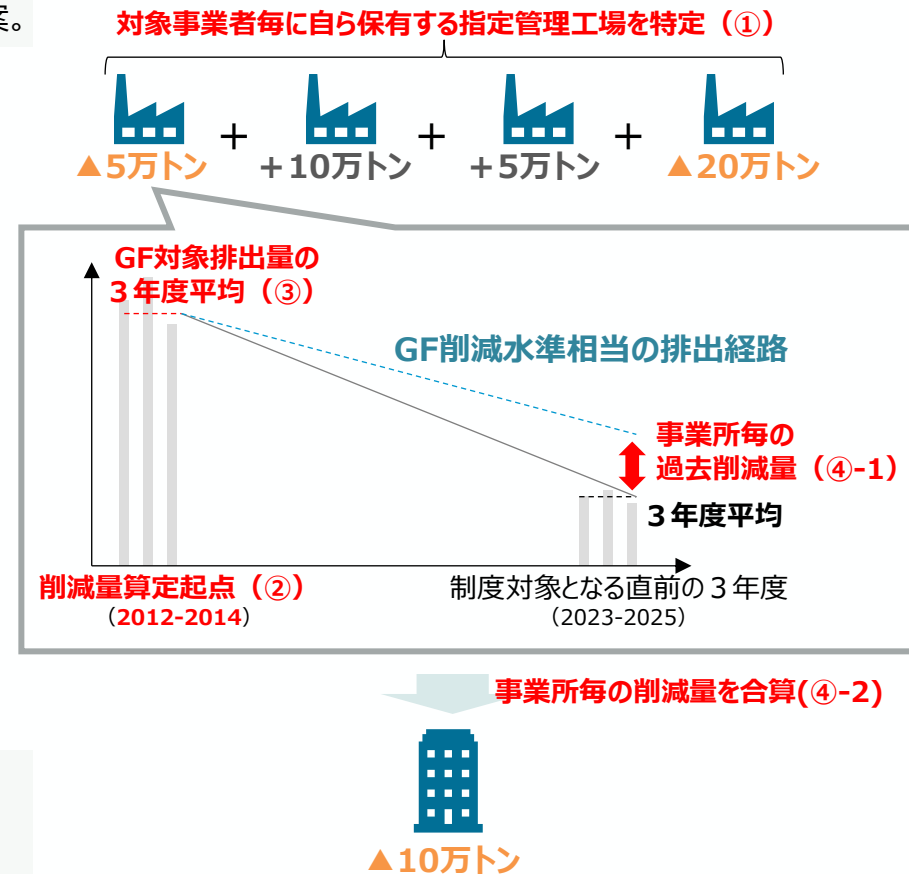 案。
対象事業者毎に自ら保有する指定管理工場を特定（①）
▲5万トン ＋ +10万トン ＋ +5万トン ＋ ▲20万トン
GF対象排出量の
３年度平均（③）
GF削減水準相当の排出経路
事業所毎の
過去削減量（④-1）
３年度平均
削減量算定起点（②）
（2012-2014）
制度対象となる直前の３年度
（2023-2025）
事業所毎の削減量を合算(④-2)
▲10万トン